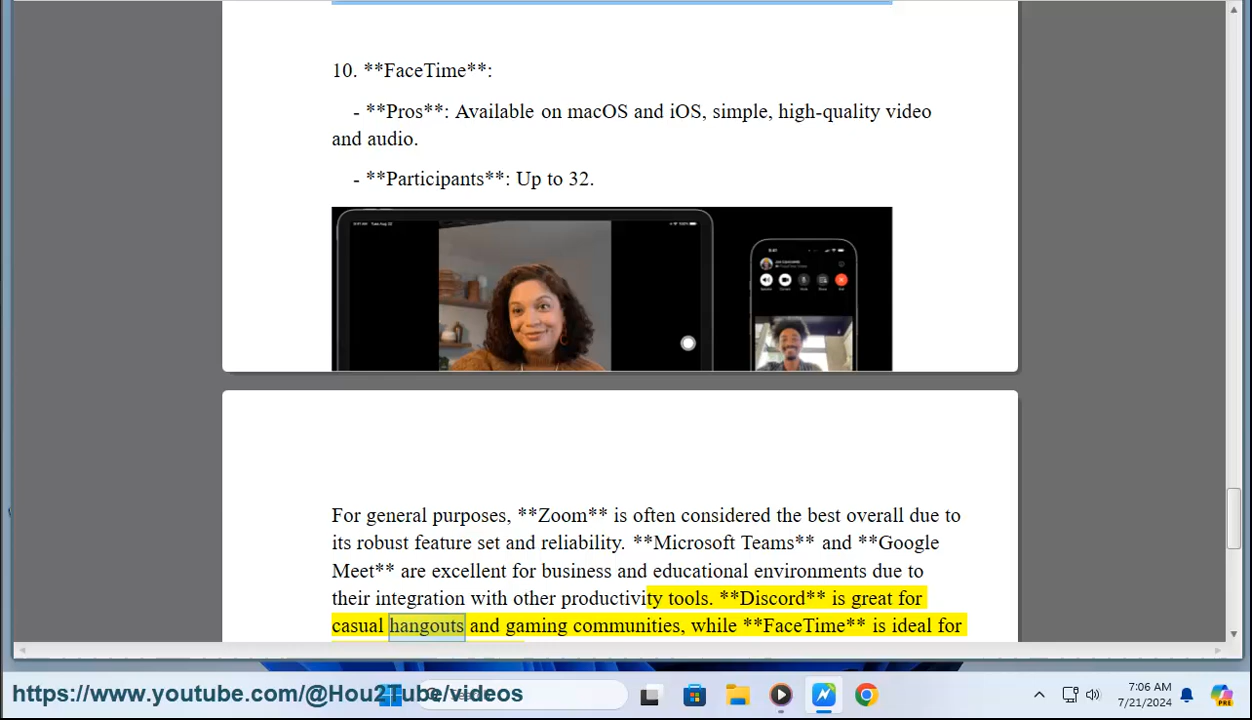 10. **FaceTime**:
- **Pros**: Available on macOS and iOS, simple, high-quality video
and audio.
- **Participants**: Up to 32.
For general purposes, **Zoom** is often considered the best overall due to
its robust feature set and reliability. **Microsoft Teams** and **Google
Meet** are excellent for business and educational environments due to
their integration with other productivity tools. **Discord** is great for
casual hangouts and gaming communities, while **FaceTime** is ideal for
https://www.youtube.com/@Hou2Tube/videos
7:06 AM
7/21/2024
PRE